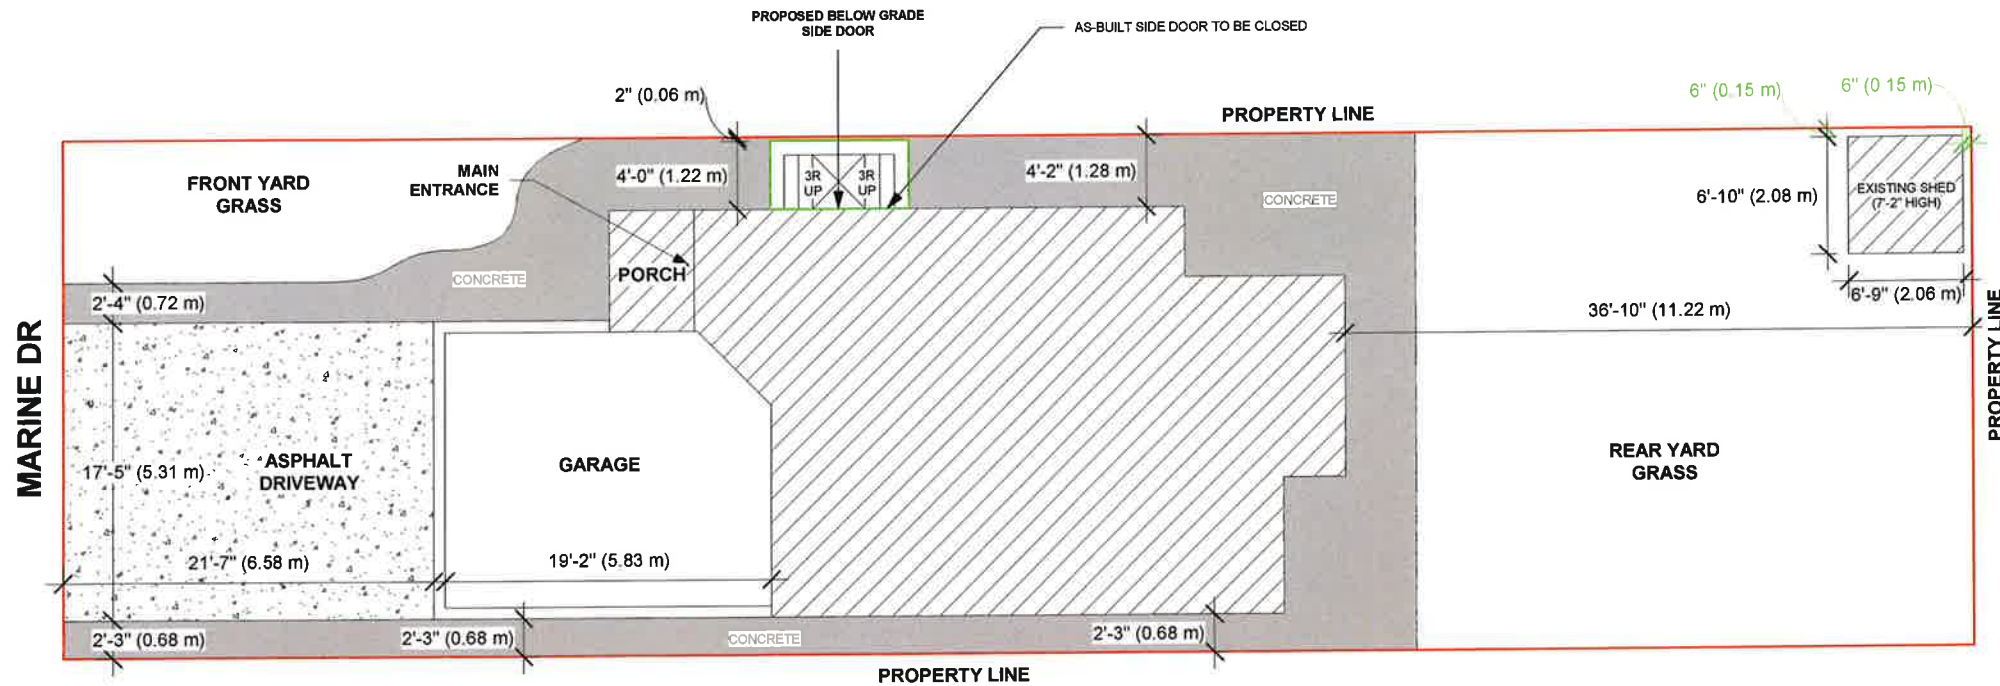 PROPOSED BELOW GRADE
SIDE DOOR
AS-BUILT SIDE DOOR TO BE CLOSED
2" (0.06 m)
PROPERTY LINE
6" (0.15 m)
6" (0.15 m)
FRONT YARD
GRASS
MAIN
ENTRANCE
4'-0" (1.22 m)
3R
UP
3R
UP
4'-2" (1.28 m)
CONCRETE
6'-10" (2.08 m)
EXISTING SHED
(7'-2" HIGH)
2'-4" (0.72 m)
CONCRETE
PORCH
6'-9" (2.06 m)
36'-10" (11.22 m)
PROPERTY LINE
MARINE DR
17'-5" (5.31 m)
ASPHALT
DRIVEWAY
GARAGE
REAR YARD
GRASS
21'-7" (6.58 m)
19'-2" (5.83 m)
2'-3" (0.68 m)
2'-3" (0.68 m)
CONCRETE
2'-3" (0.68 m)
PROPERTY LINE